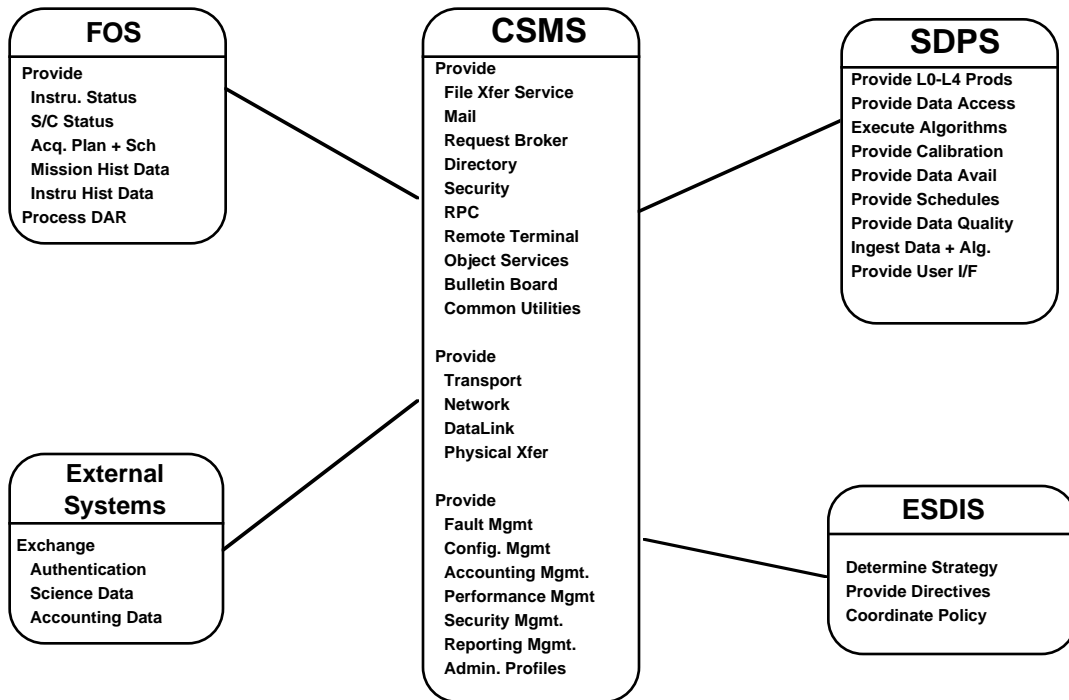 FOS
Provide
Instru. Status
S/C Status
Acq. Plan + Sch
Mission Hist Data
Instru Hist Data
Process DAR
CSMS
Provide
File Xfer Service
Mail
Request Broker
Directory
Security
RPC
Remote Terminal
Object Services
Bulletin Board
Common Utilities
Provide
Transport
Network
DataLink
Physical Xfer
Provide
Fault Mgmt
Config. Mgmt
Accounting Mgmt.
Performance Mgmt
Security Mgmt.
Reporting Mgmt.
Admin. Profiles
SDPS
Provide L0-L4 Prods
Provide Data Access
Execute Algorithms
Provide Calibration
Provide Data Avail
Provide Schedules
Provide Data Quality
Ingest Data + Alg.
Provide User I/F
External
Systems
Exchange
Authentication
Science Data
Accounting Data
ESDIS
Determine Strategy
Provide Directives
Coordinate Policy